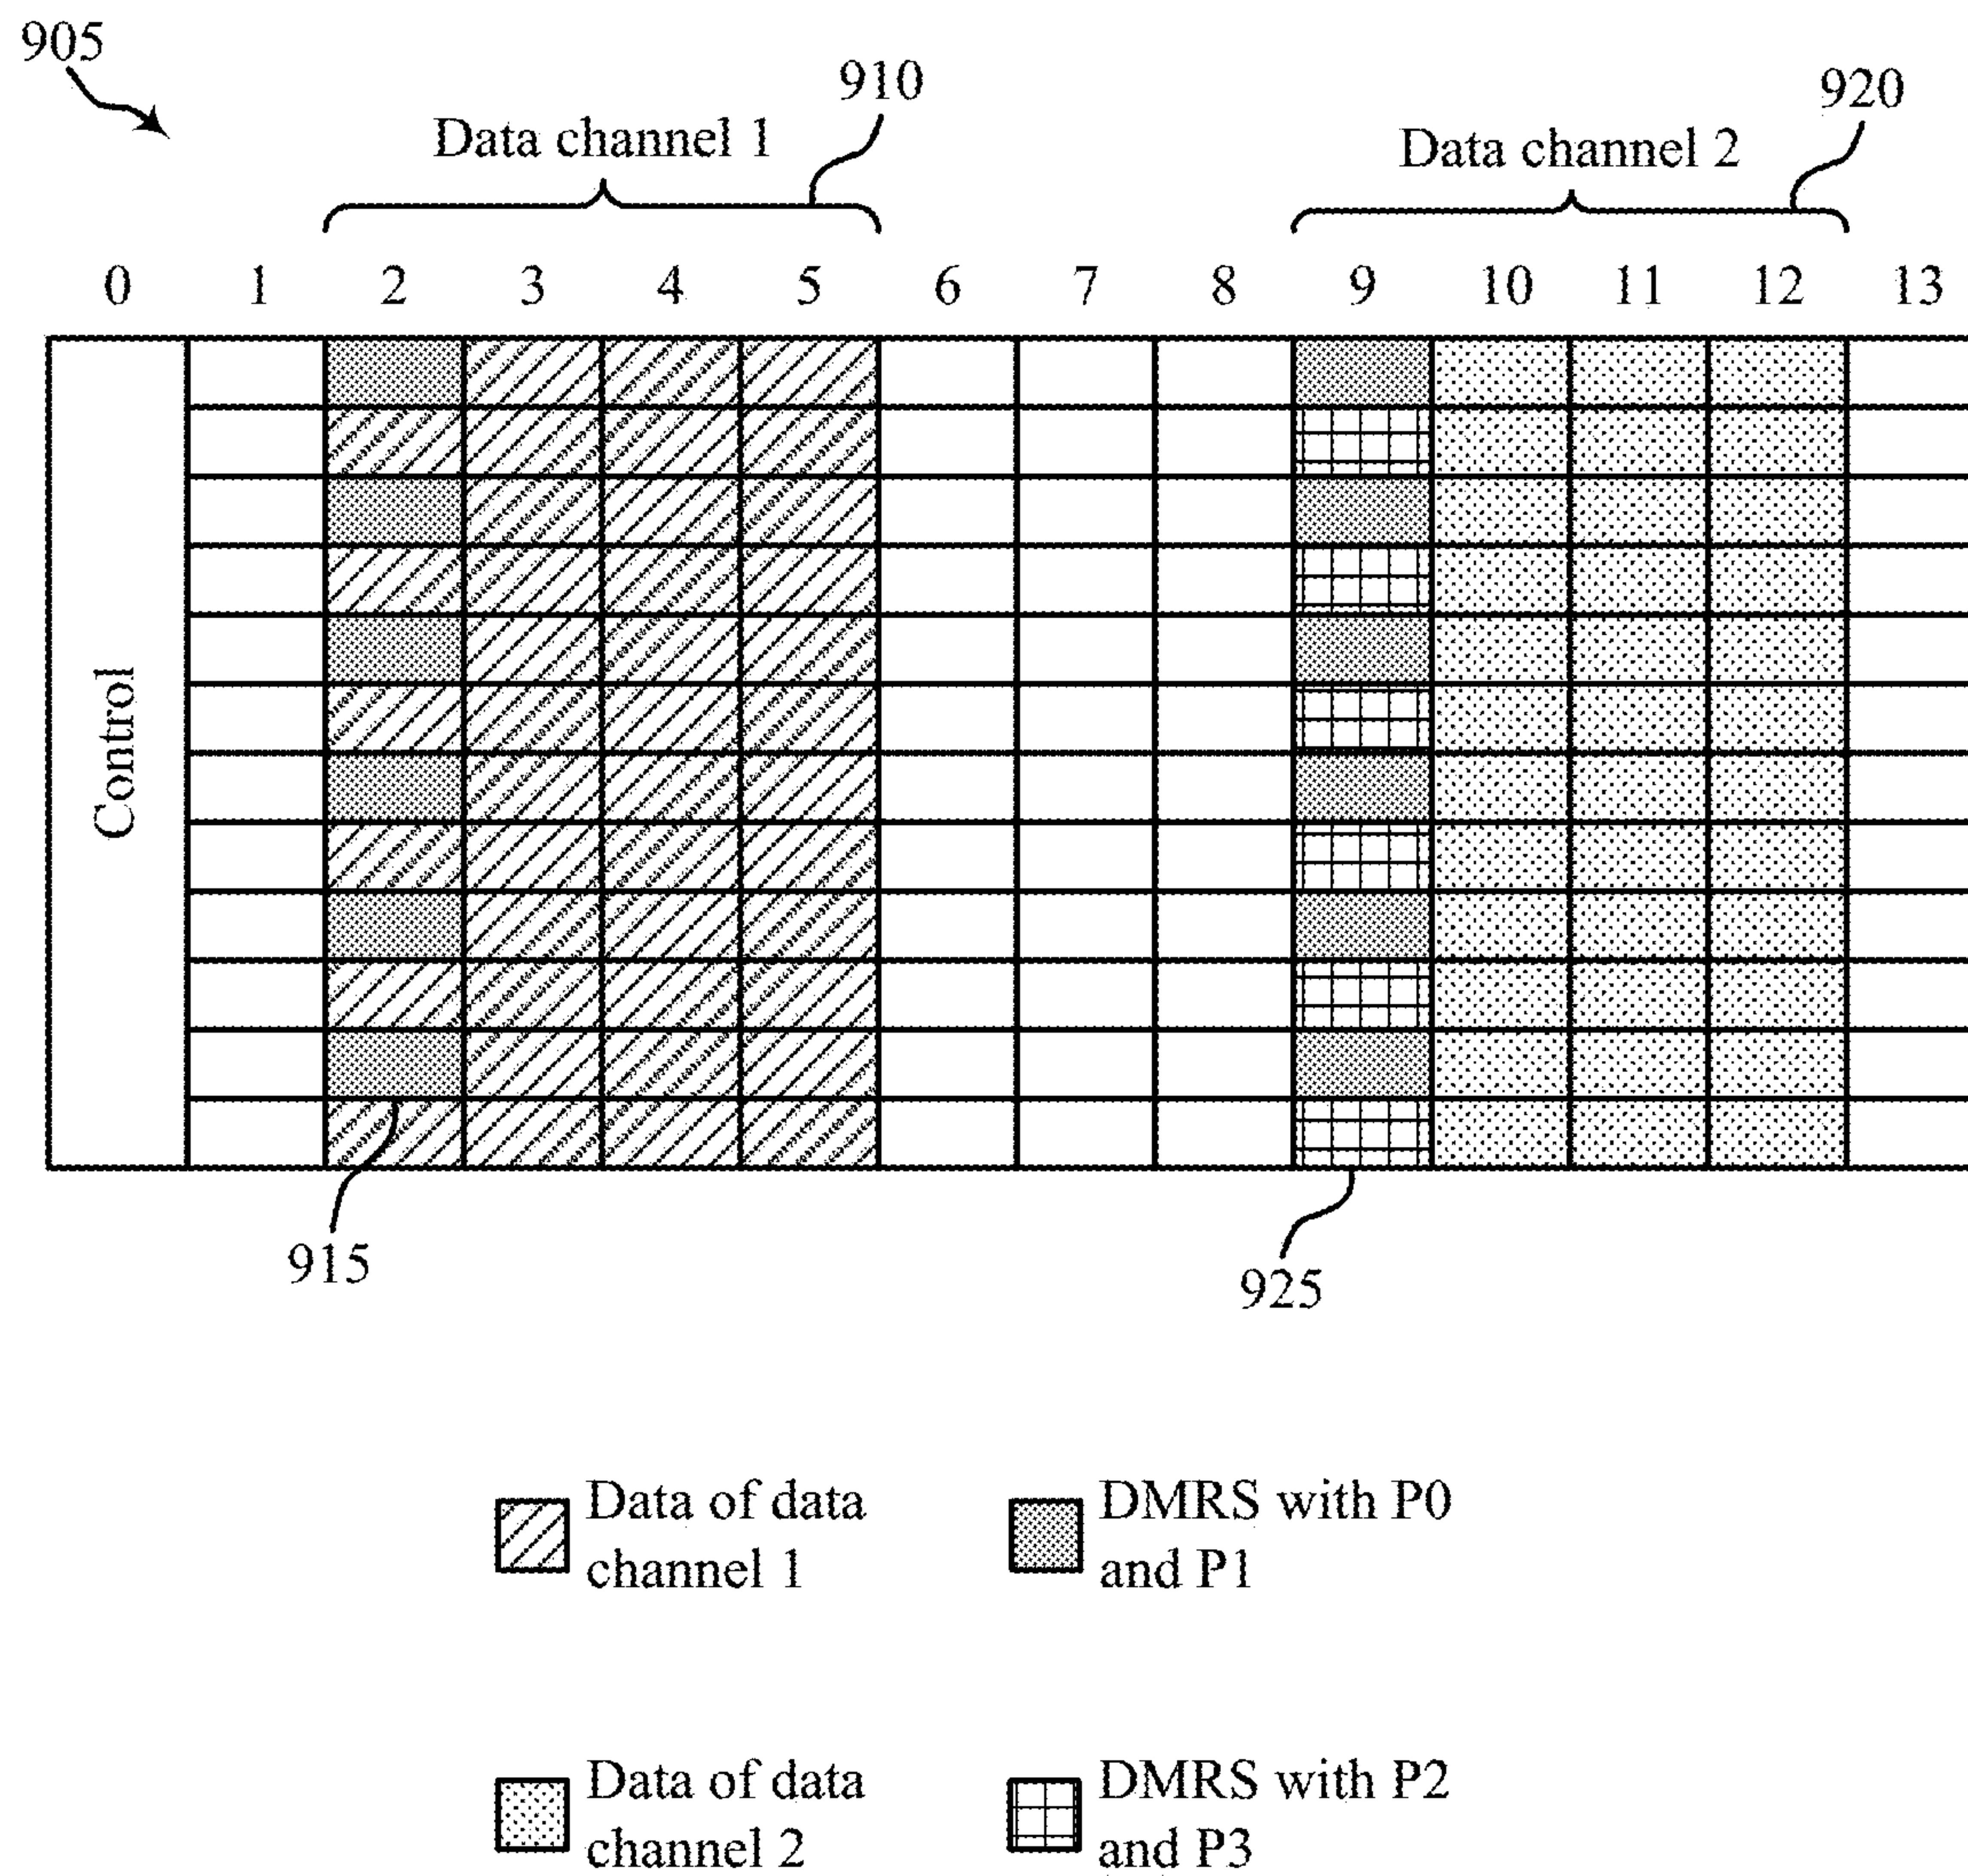 905
910
920
Data channel 1
Data channel 2
0 1 2 3 4 5 6 7 8 9 10 11 12 13
Control
915
925
Data of data
channel 1
DMRS with P0
and P1
Data of data
channel 2
DMRS with P2
and P3